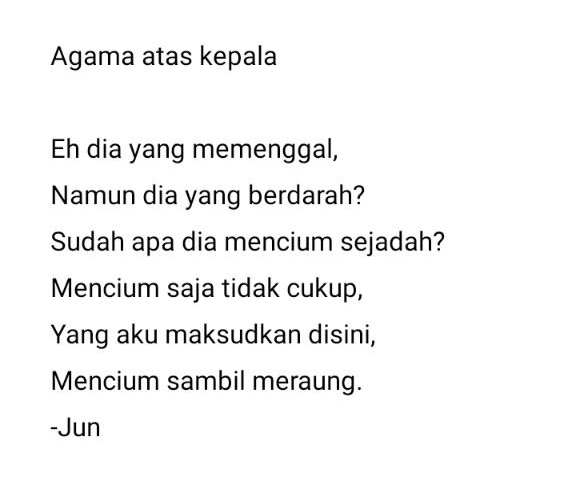 Agama atas kepala
Eh dia yang memenggal,
Namun dia yang berdarah?
Sudah apa dia mencium sejadah?
Mencium saja tidak cukup,
Yang aku maksudkan disini,
Mencium sambil meraung.
-Jun